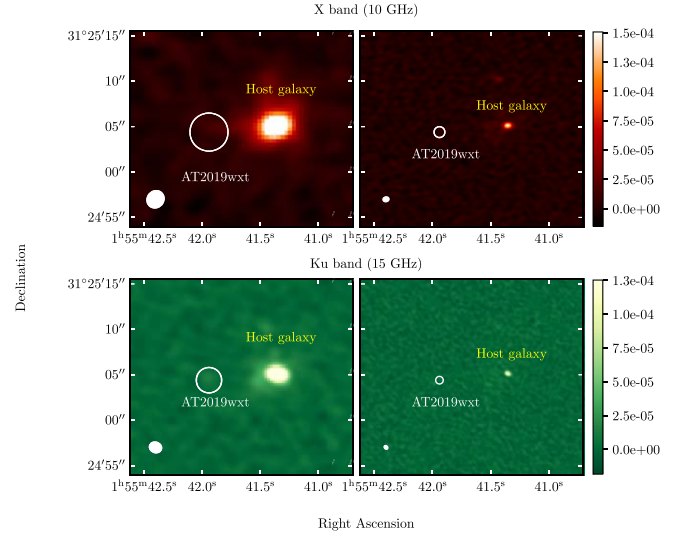 X band (10 GHz)
31°25′15″
10″
05″
00″
24′55″
Host galaxy
AT2019wxt
Host galaxy
AT2019wxt
1.5e-04
1.2e-04
1.0e-04
7.5e-05
5.0e-05
2.5e-05
0.0e+00
1ʰ55ᵐ42.5ˢ 42.0ˢ 41.5ˢ 41.0ˢ 1ʰ55ᵐ42.5ˢ 42.0ˢ 41.5ˢ 41.0ˢ
Ku band (15 GHz)
31°25′15″
10″
05″
00″
24′55″
Host galaxy
AT2019wxt
Host galaxy
AT2019wxt
1.3e-04
1.0e-04
7.5e-05
5.0e-05
2.5e-05
0.0e+00
1ʰ55ᵐ42.5ˢ 42.0ˢ 41.5ˢ 41.0ˢ 1ʰ55ᵐ42.5ˢ 42.0ˢ 41.5ˢ 41.0ˢ
Declination
Right Ascension